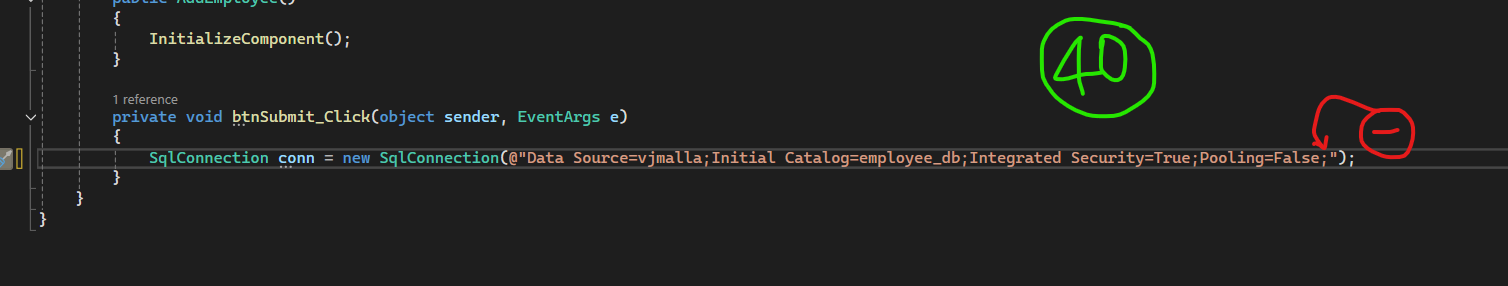 public AddEmployee()
{
InitializeComponent();
}
40
1 reference
private void btnSubmit_Click(object sender, EventArgs e)
{
SqlConnection conn = new SqlConnection(@"Data Source=vjmalla;Initial Catalog=employee_db;Integrated Security=True;Pooling=False;");
}
}
}